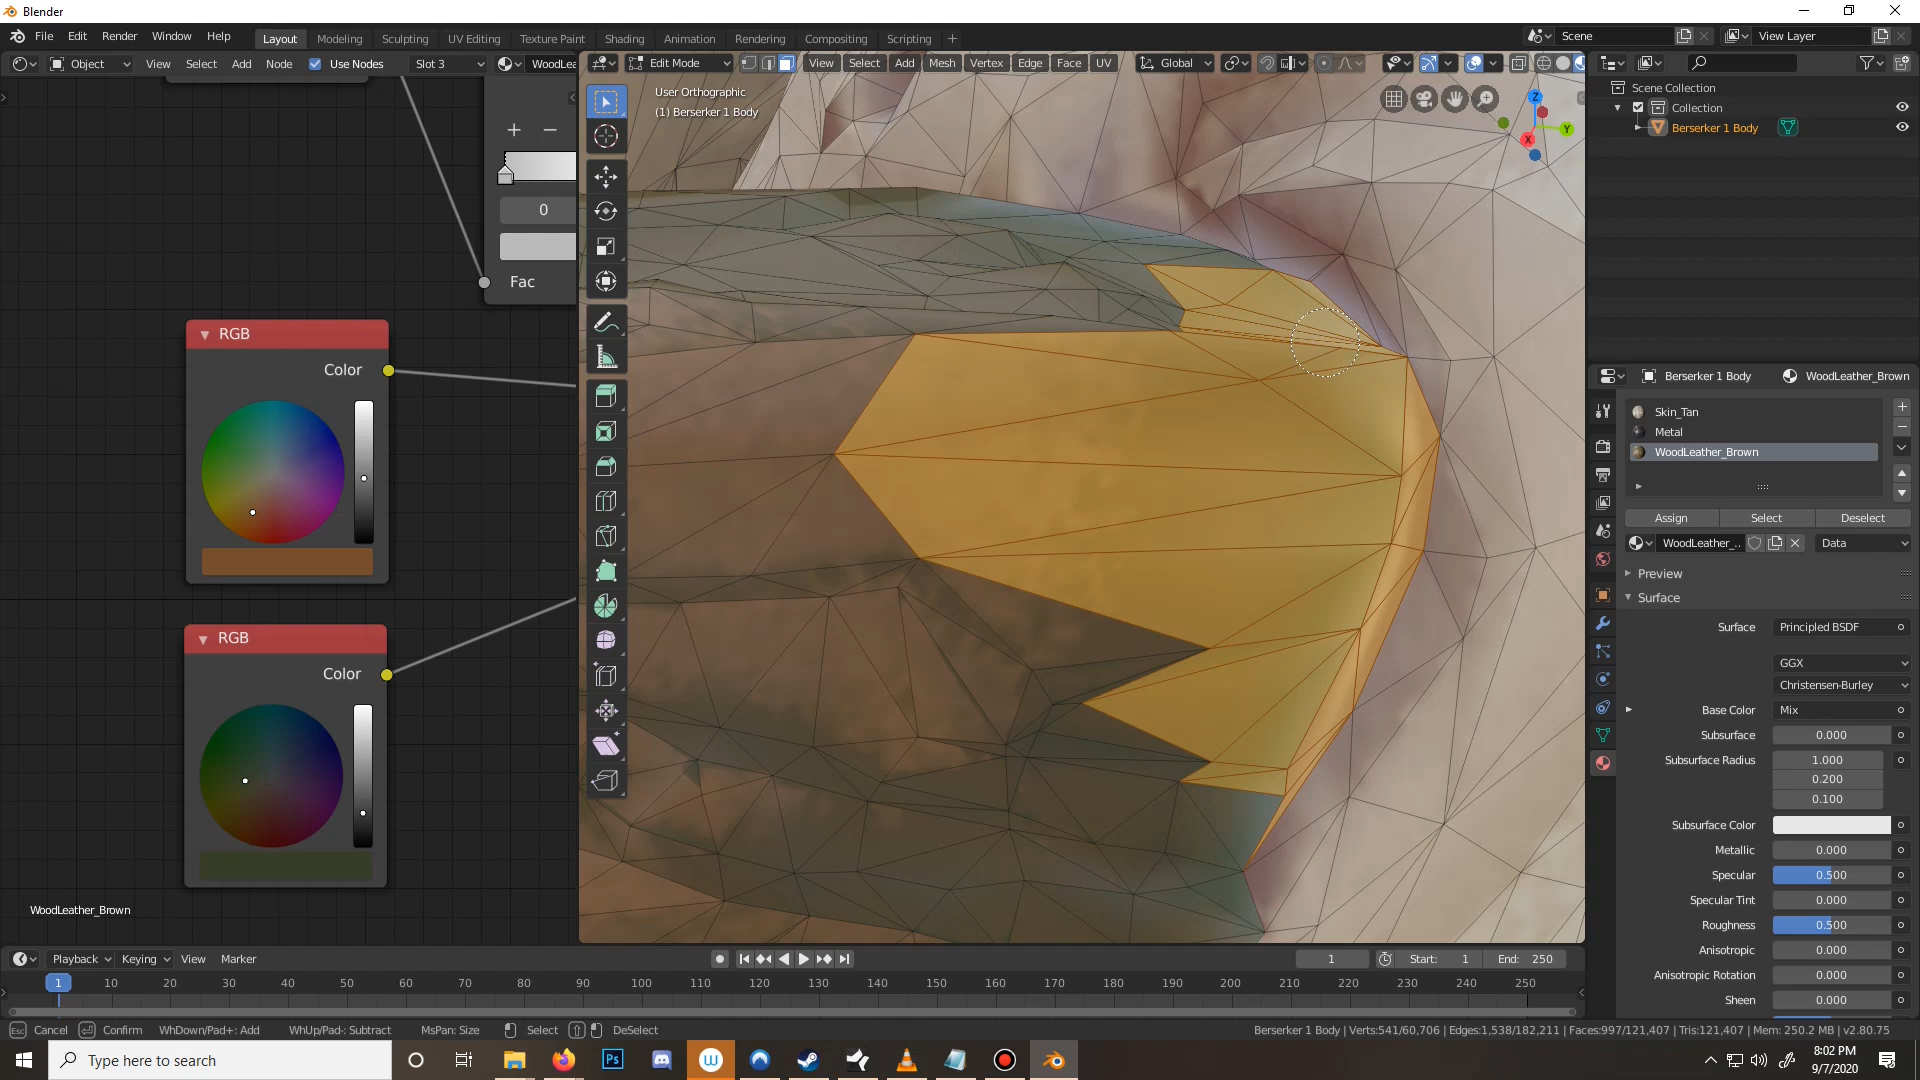 Blender
File Edit Render Window Help
Layout Modeling Sculpting UV Editing Texture Paint Shading Animation Rendering Compositing Scripting +
Scene
View Layer
Object View Select Add Node Use Nodes Slot 3 WoodLea
Edit Mode View Select Add Mesh Vertex Edge Face UV Global
User Orthographic
(1) Berserker 1 Body
Z
Y
X
Scene Collection
Collection
Berserker 1 Body
0
Fac
RGB
Color
RGB
Color
WoodLeather_Brown
Berserker 1 Body WoodLeather_Brown
Skin_Tan
Metal
WoodLeather_Brown
Assign Select Deselect
WoodLeather_.. Data
Preview
Surface
Surface Principled BSDF
GGX
Christensen-Burley
Base Color Mix
Subsurface 0.000
Subsurface Radius 1.000
0.200
0.100
Subsurface Color
Metallic 0.000
Specular 0.500
Specular Tint 0.000
Roughness 0.500
Anisotropic 0.000
Anisotropic Rotation 0.000
Sheen 0.000
Playback Keying View Marker 1 Start: 1 End: 250
1 10 20 30 40 50 60 70 80 90 100 110 120 130 140 150 160 170 180 190 200 210 220 230 240 250
Esc Cancel Confirm WhDown/Pad+: Add WhUp/Pad-: Subtract MsPan: Size Select DeSelect Berserker 1 Body | Verts:541/60,706 | Edges:1,538/182,211 | Faces:997/121,407 | Tris:121,407 | Mem: 250.2 MB | v2.80.75
Type here to search
Ps
W
8:02 PM
9/7/2020